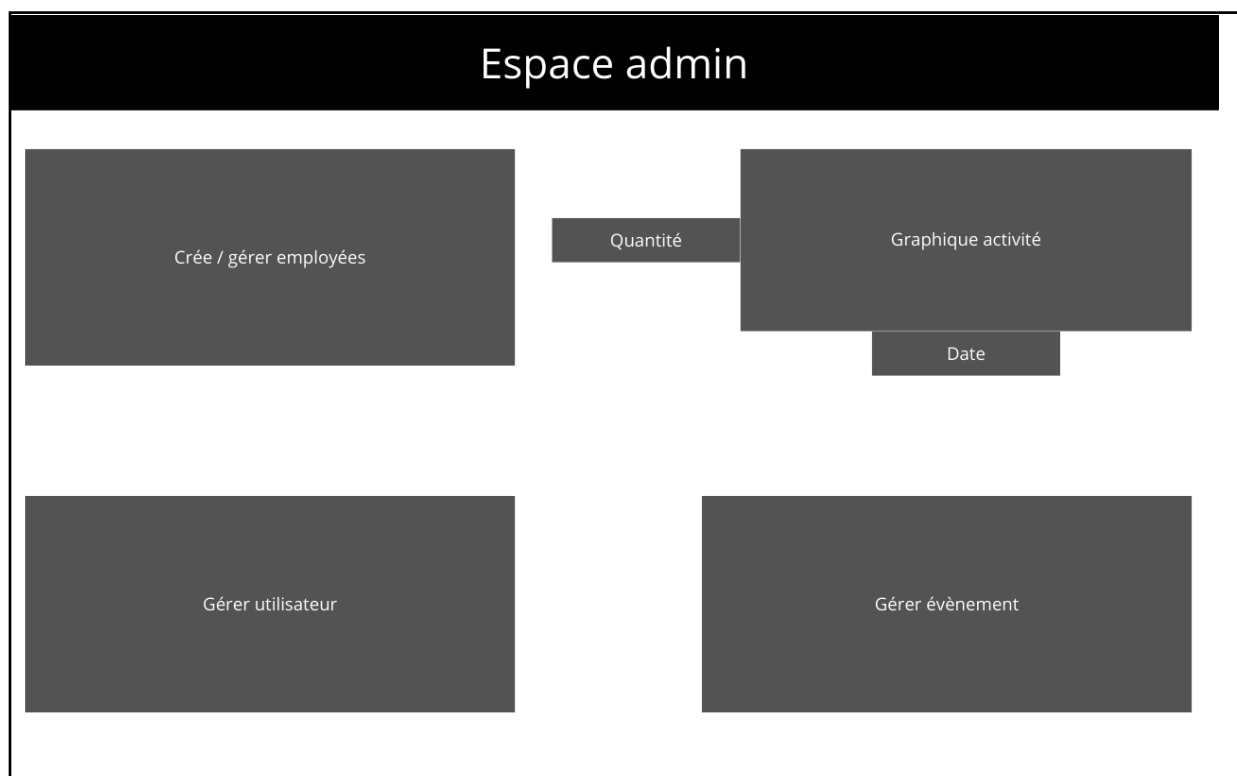 Espace admin
Crée / gérer employées
Quantité
Graphique activité
Date
Gérer utilisateur
Gérer évènement